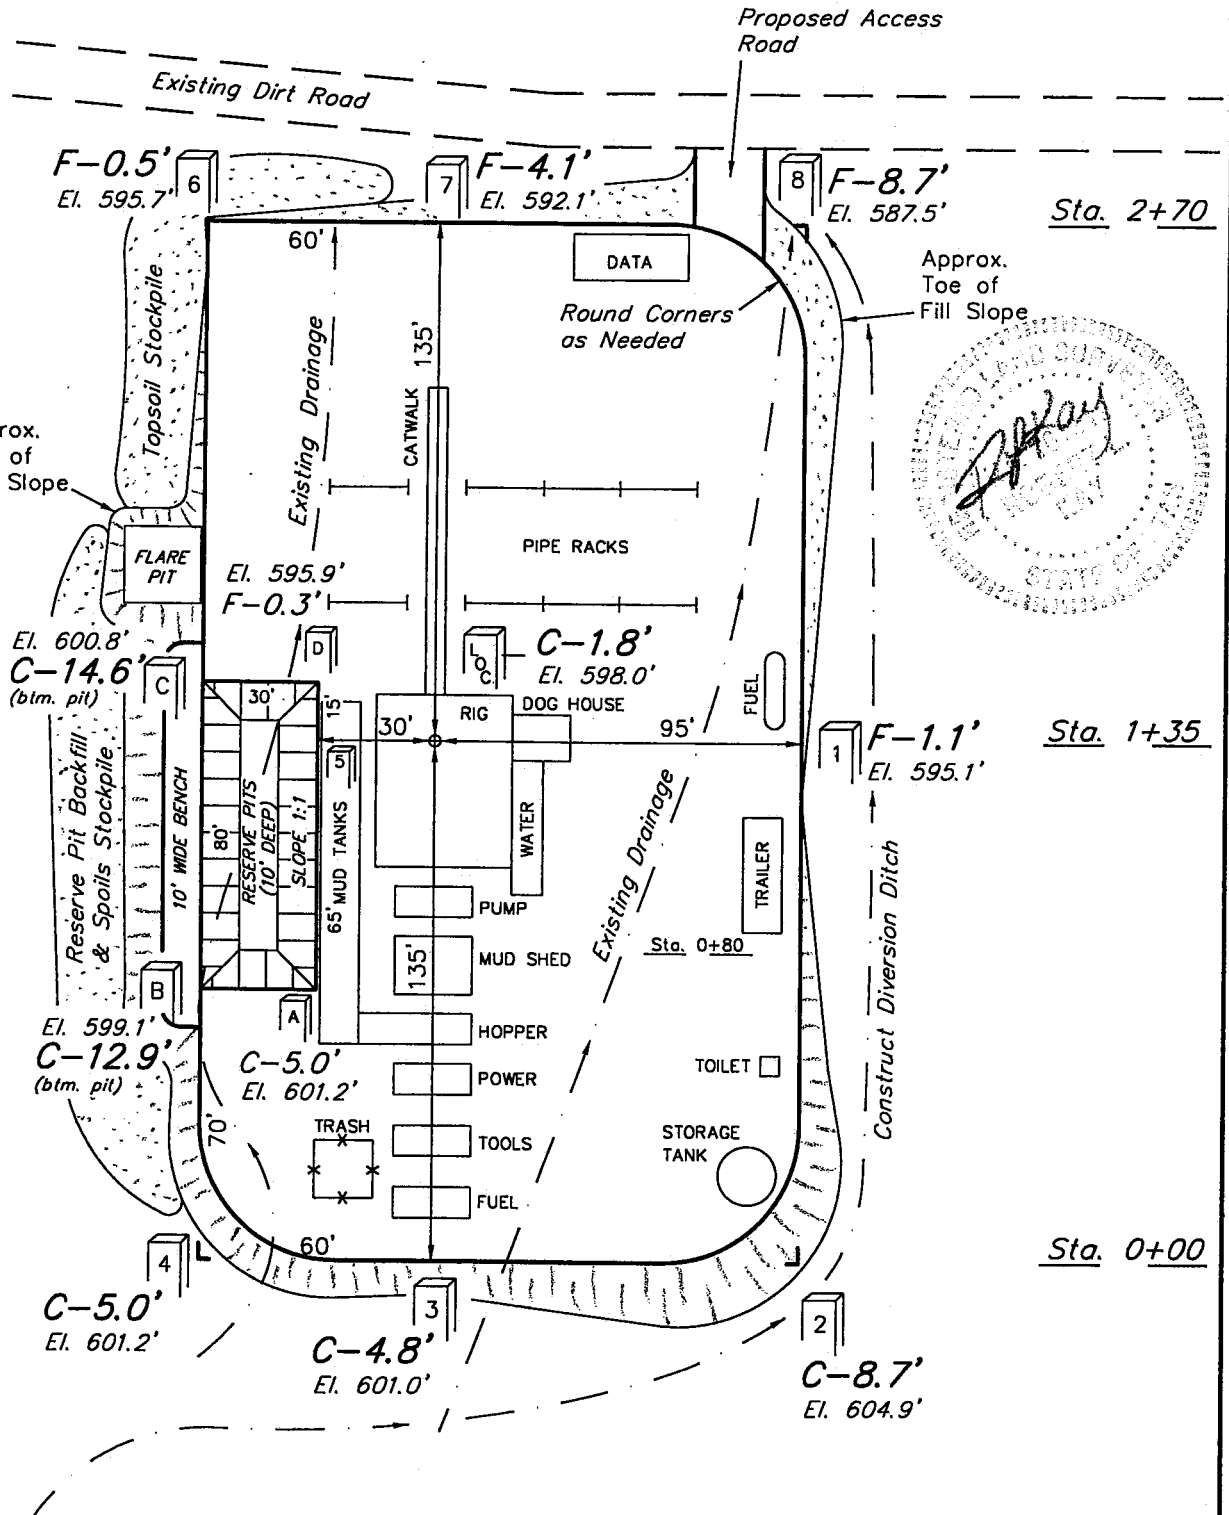 Proposed Access
Road
Existing Dirt Road
F-0.5'
El. 595.7'
6
7
F-4.1'
El. 592.1'
8
F-8.7'
El. 587.5'
Sta. 2+70
60'
DATA
Approx.
Toe of
Fill Slope
Round Corners
as Needed
135'
Topsoil Stockpile
Existing Drainage
CATWALK
REGISTERED LAND SURVEYOR
STATE OF UTAH
rox.
of
Slope
FLARE
PIT
PIPE RACKS
El. 595.9'
F-0.3'
D
El. 600.8'
C-14.6'
(btm. pit)
C
LOC.
C-1.8'
El. 598.0'
FUEL
30'
15'
RIG
DOG HOUSE
30'
95'
1
F-1.1'
El. 595.1'
Sta. 1+35
5
Reserve Pit Backfill
& Spoils Stockpile
10' WIDE BENCH
80'
RESERVE PITS
(10' DEEP)
SLOPE 1:1
65'
MUD TANKS
WATER
Existing Drainage
TRAILER
Construct Diversion Ditch
PUMP
Sta. 0+80
MUD SHED
135'
B
A
HOPPER
El. 599.1'
C-12.9'
(btm. pit)
C-5.0'
El. 601.2'
POWER
TOILET
70'
TRASH
TOOLS
STORAGE
TANK
FUEL
60'
4
C-5.0'
El. 601.2'
3
C-4.8'
El. 601.0'
2
C-8.7'
El. 604.9'
Sta. 0+00